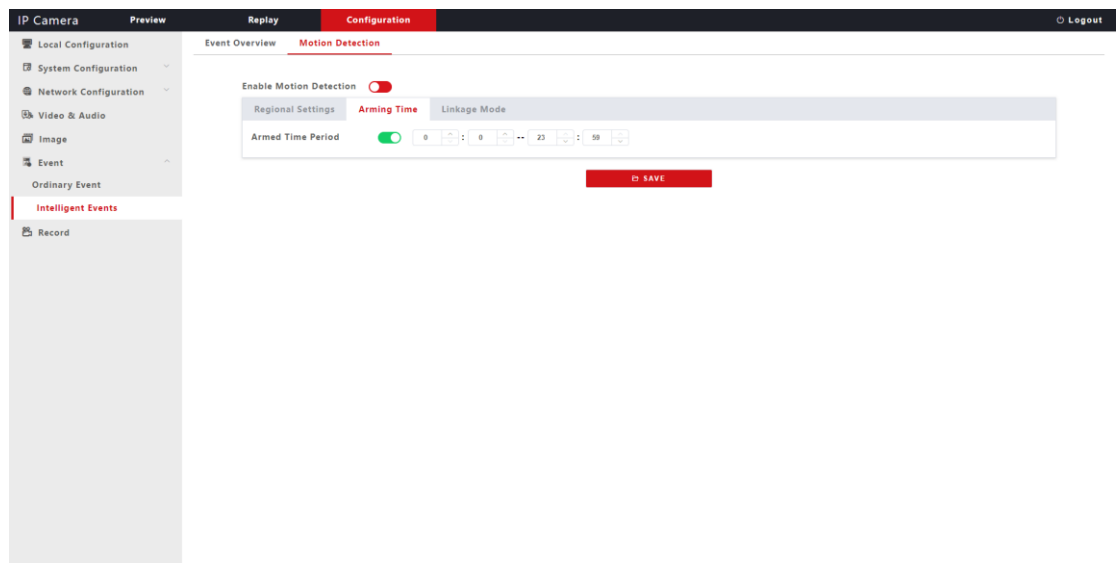 IP Camera Preview Replay Configuration Logout
Local Configuration
System Configuration
Network Configuration
Video & Audio
Image
Event
Ordinary Event
Intelligent Events
Record
Event Overview Motion Detection
Enable Motion Detection
Regional Settings Arming Time Linkage Mode
Armed Time Period 0 : 0 -- 23 : 59
SAVE